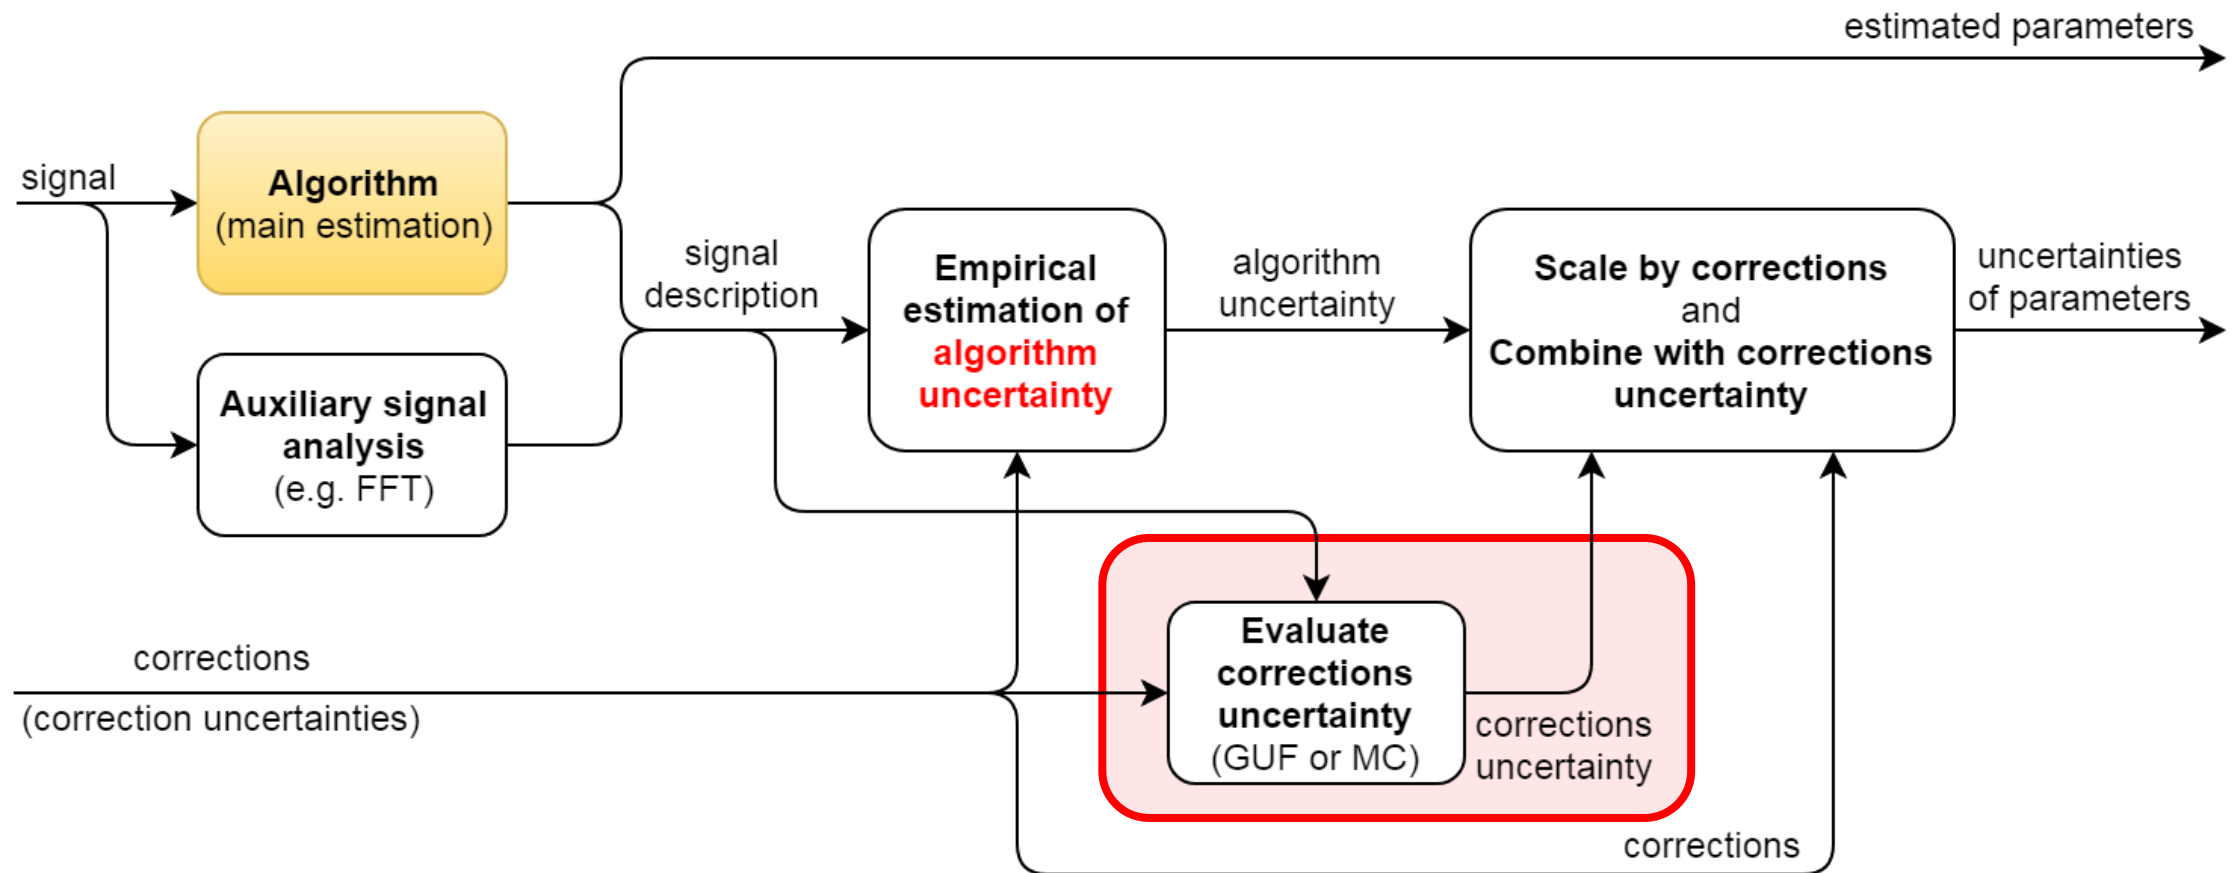 estimated parameters
signal
Algorithm
(main estimation)
signal
description
Empirical
estimation of
algorithm
uncertainty
algorithm
uncertainty
Scale by corrections
and
Combine with corrections
uncertainty
uncertainties
of parameters
Auxiliary signal
analysis
(e.g. FFT)
corrections
(correction uncertainties)
Evaluate
corrections
uncertainty
(GUF or MC)
corrections
uncertainty
corrections